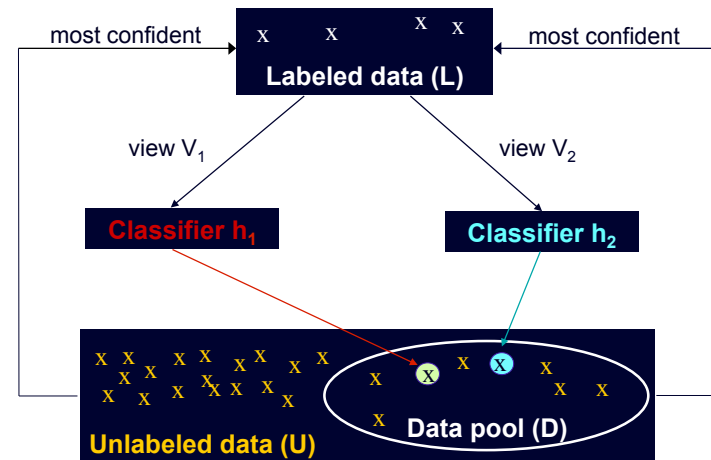 most confident
most confident
x x x x
Labeled data (L)
view V₁
view V₂
Classifier h₁
Classifier h₂
x x x x x x x x x x x x x x x x x x
x x x x x x x x
Unlabeled data (U)
Data pool (D)